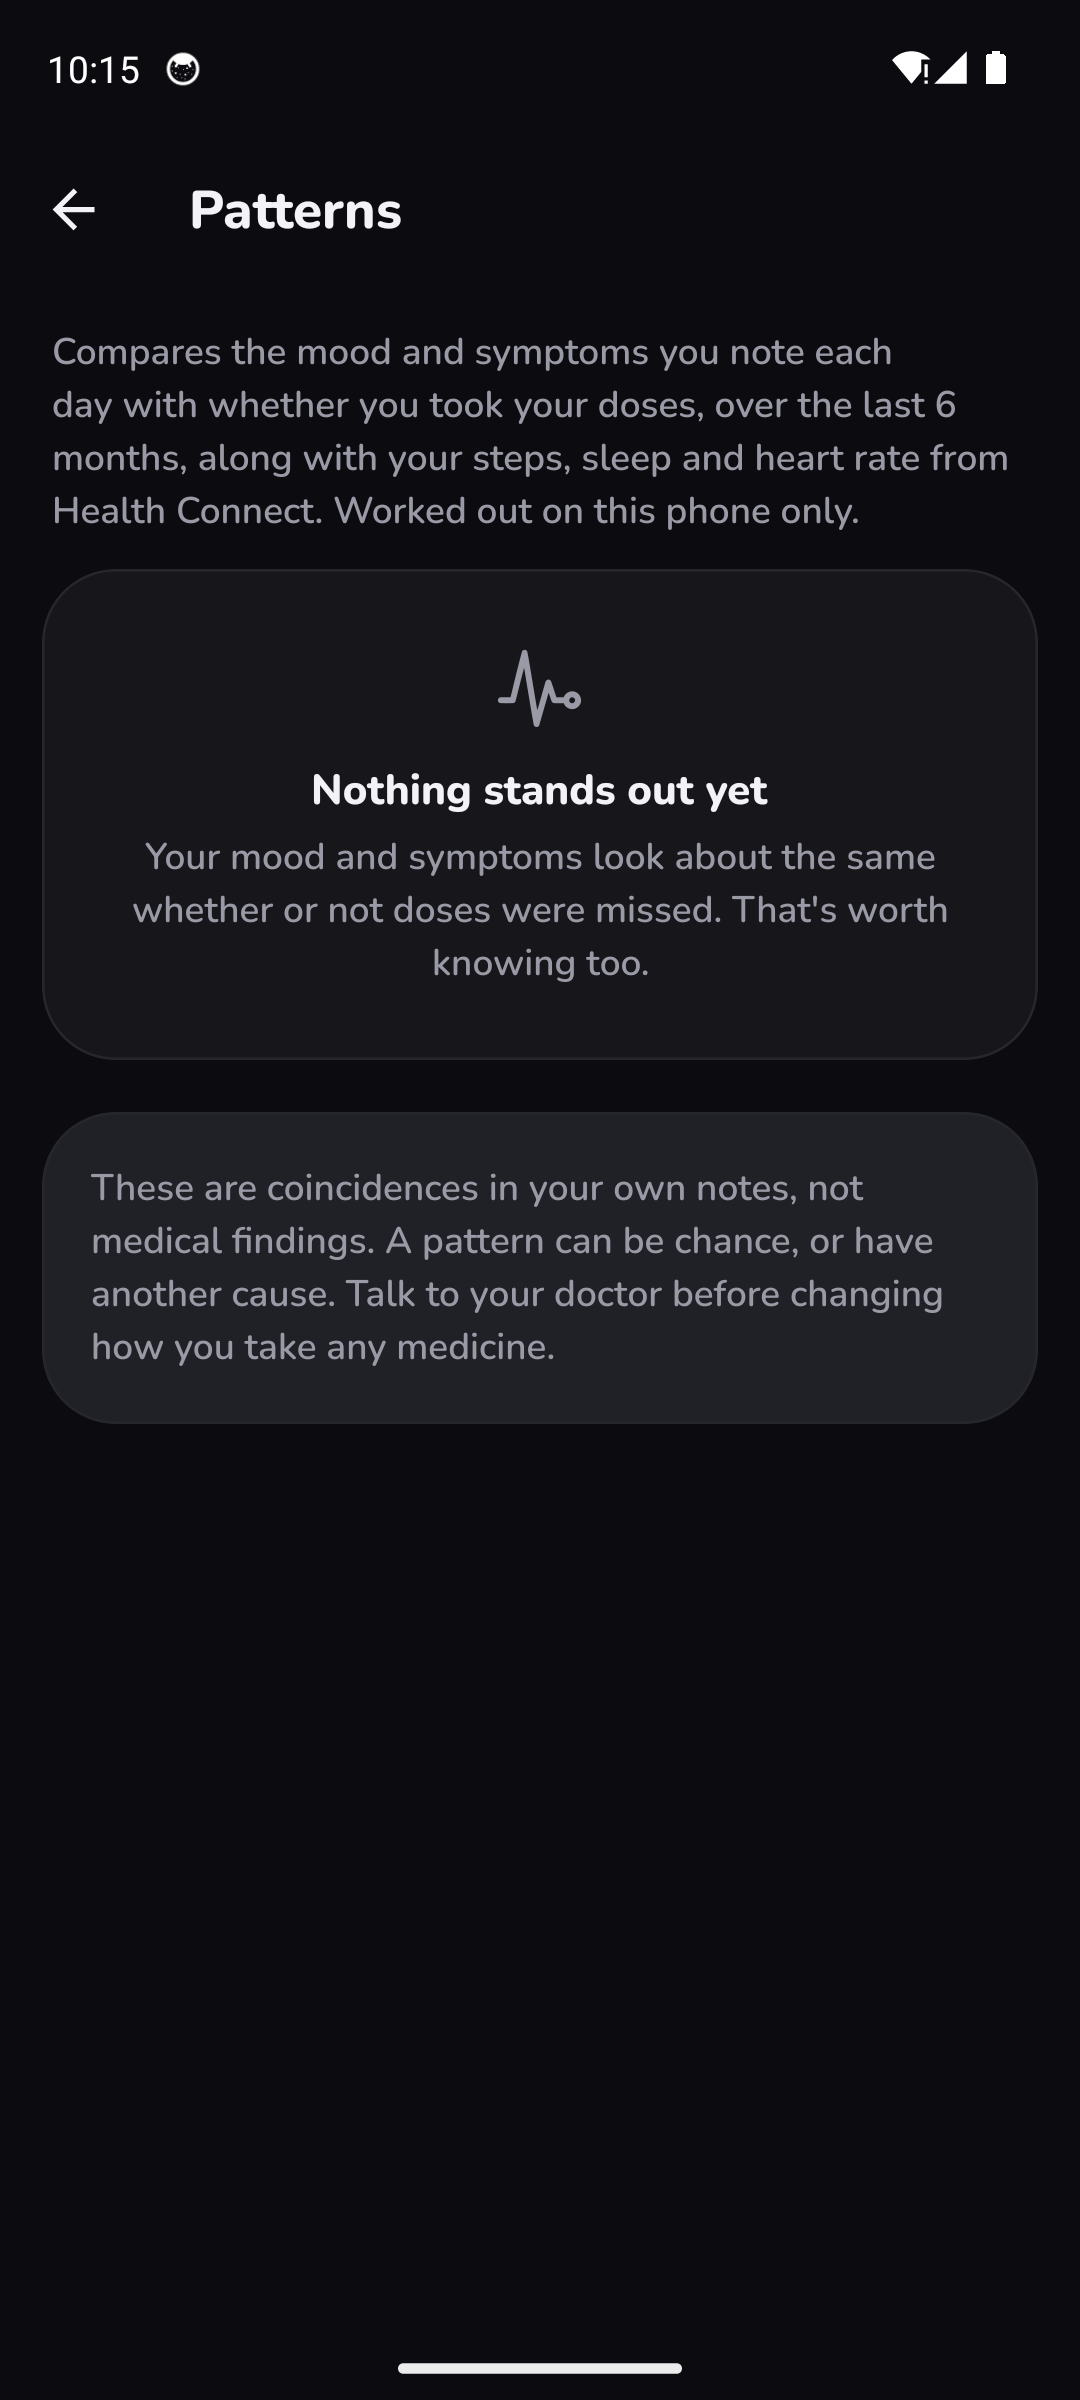 10:15
Patterns
Compares the mood and symptoms you note each
day with whether you took your doses, over the last 6
months, along with your steps, sleep and heart rate from
Health Connect. Worked out on this phone only.
Nothing stands out yet
Your mood and symptoms look about the same
whether or not doses were missed. That's worth
knowing too.
These are coincidences in your own notes, not
medical findings. A pattern can be chance, or have
another cause. Talk to your doctor before changing
how you take any medicine.